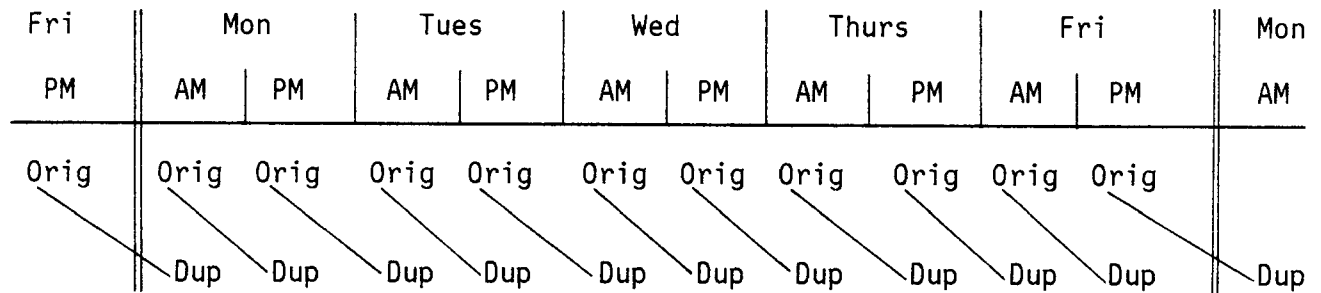 Fri Mon Tues Wed Thurs Fri Mon
PM AM PM AM PM AM PM AM PM AM PM AM
Orig Orig Orig Orig Orig Orig Orig Orig Orig Orig Orig
Dup Dup Dup Dup Dup Dup Dup Dup Dup Dup Dup